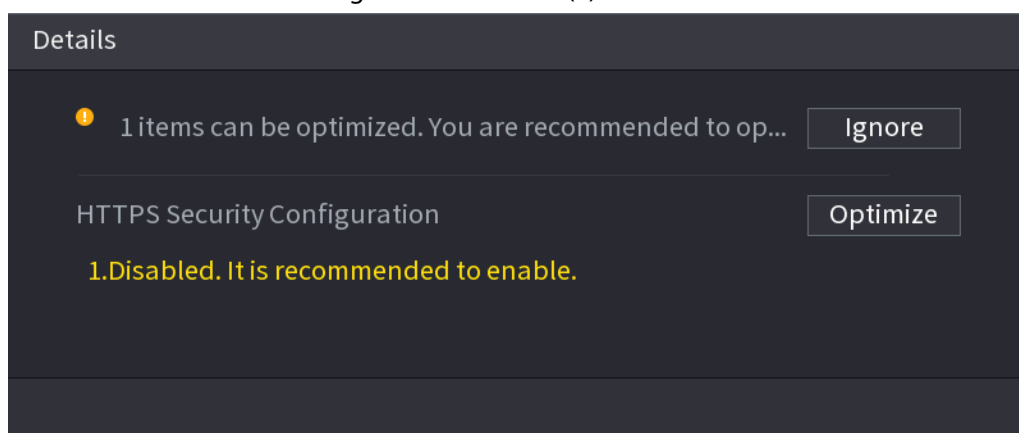 Details
1 items can be optimized. You are recommended to op... Ignore
HTTPS Security Configuration Optimize
1.Disabled. It is recommended to enable.